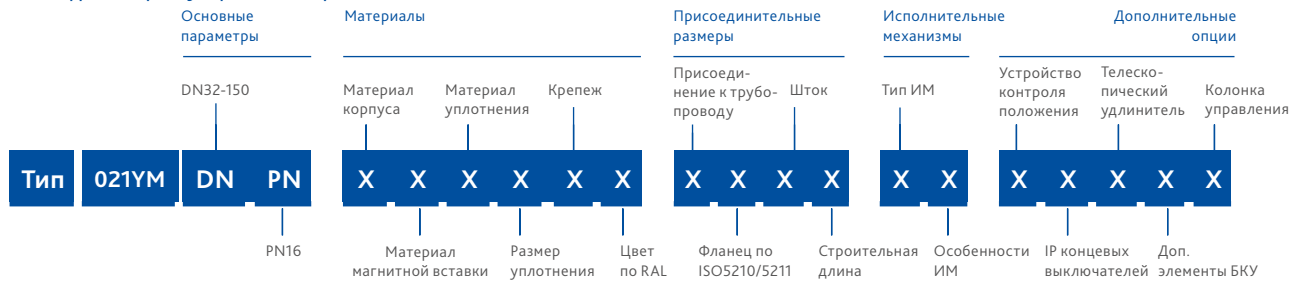 Основные
параметры
Материалы
Присоединительные
размеры
Исполнительные
механизмы
Дополнительные
опции
DN32-150
Материал
корпуса
Материал
уплотнения
Крепеж
Присоеди-
нение к трубо-
проводу
Шток
Тип ИМ
Устройство
контроля
положения
Телеско-
пический
удлинитель
Колонка
управления
Тип 021YM DN PN X X X X X X X X X X X X X X X X X
PN16
Материал
магнитной вставки
Размер
уплотнения
Цвет
по RAL
Фланец по
ISO5210/5211
Строительная
длина
Особенности
ИМ
IP концевых
выключателей
Доп.
элементы БКУ